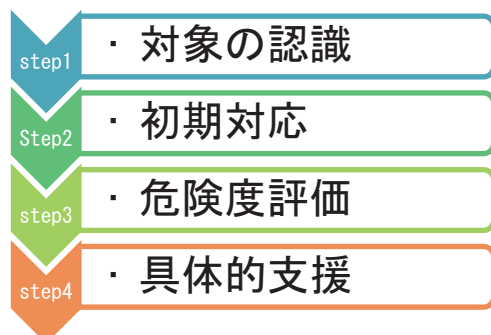 step1
・対象の認識
Step2
・初期対応
step3
・危険度評価
step4
・具体的支援